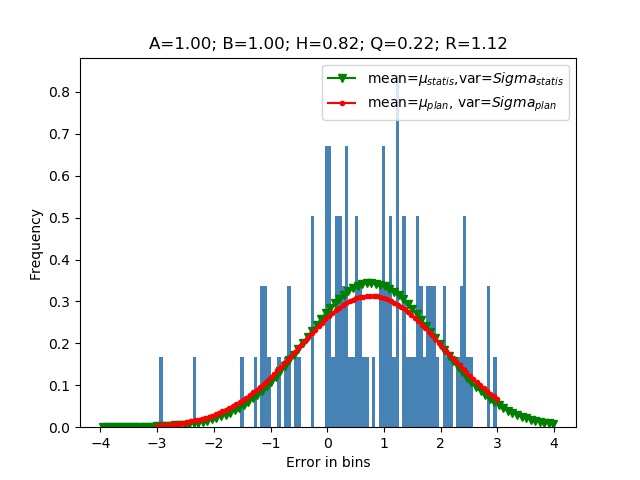 A=1.00; B=1.00; H=0.82; Q=0.22; R=1.12
mean=μstatis,var=Sigmastatis
mean=μplan, var=Sigmaplan
0.8
0.7
0.6
0.5
0.4
0.3
0.2
0.1
0.0
Frequency
−4 −3 −2 −1 0 1 2 3 4
Error in bins